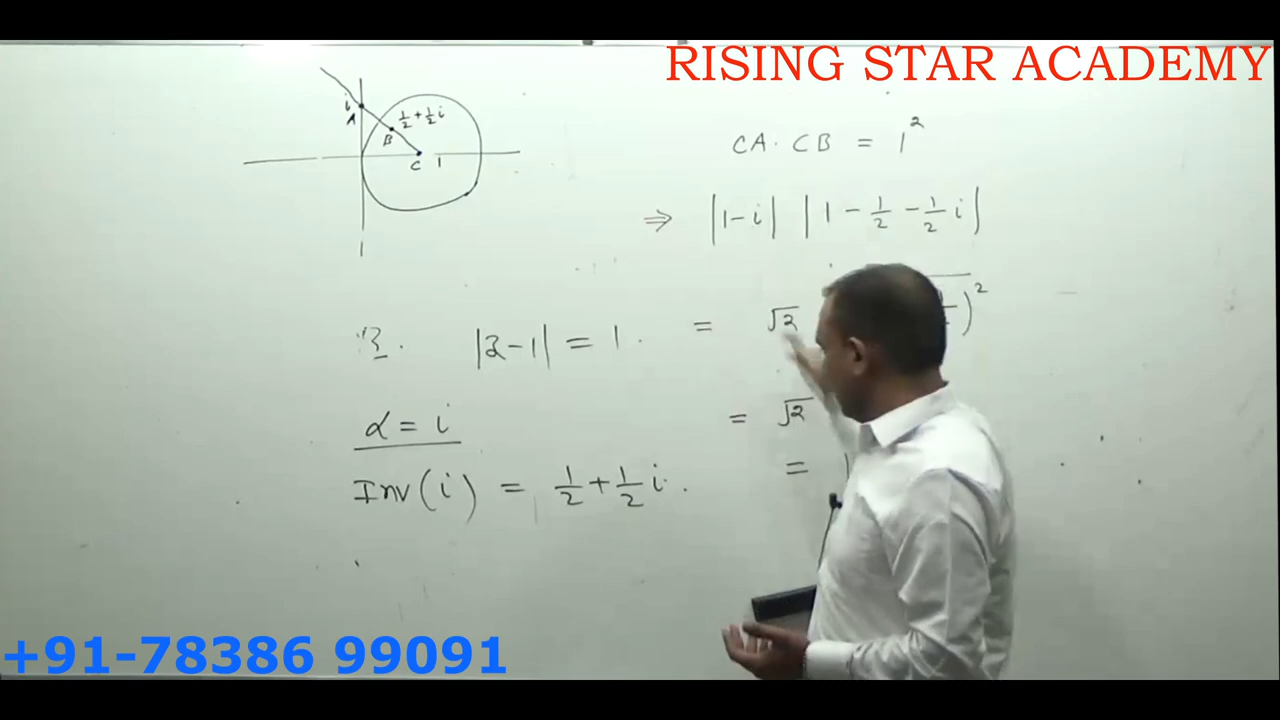 RISING STAR ACADEMY
i
A
1/2 + 1/2 i
B
C 1
CA · CB = 1²
⇒ |1 - i| |1 - 1/2 - 1/2 i|
= √2 )²
|z - 1| = 1.
= √2
α = i
= 1
Inv(i) = 1/2 + 1/2 i.
+91-78386 99091